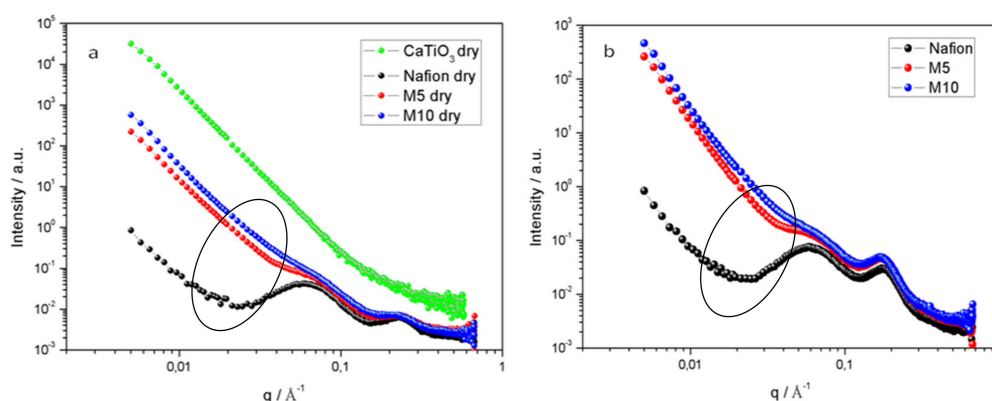 a
CaTiO3 dry
Nafion dry
M5 dry
M10 dry
10^5
10^4
10^3
10^2
10^1
10^0
10^-1
10^-2
10^-3
Intensity / a.u.
0,01
0,1
1
q / Å^-1
b
Nafion
M5
M10
10^3
10^2
10^1
10^0
10^-1
10^-2
10^-3
Intensity / a.u.
0,01
0,1
q / Å^-1